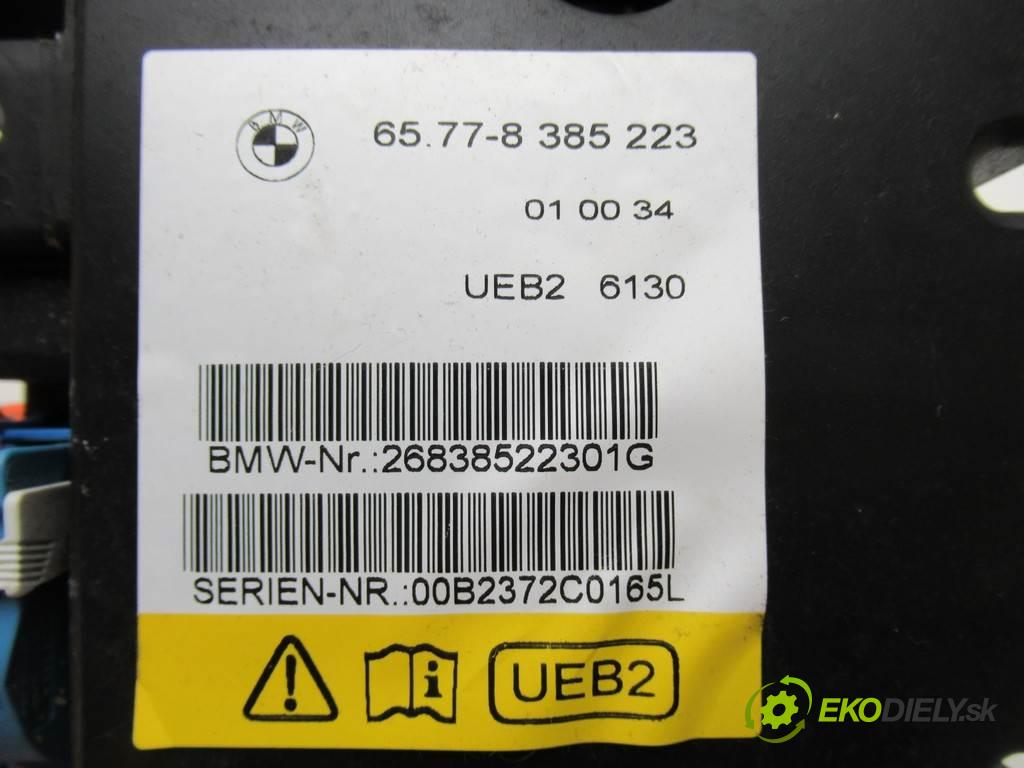 BMW
65.77-8 385 223
01 00 34
UEB2 6130
BMW-Nr.:26838522301G
SERIEN-NR.:00B2372C0165L
UEB2
EKODIELY.sk